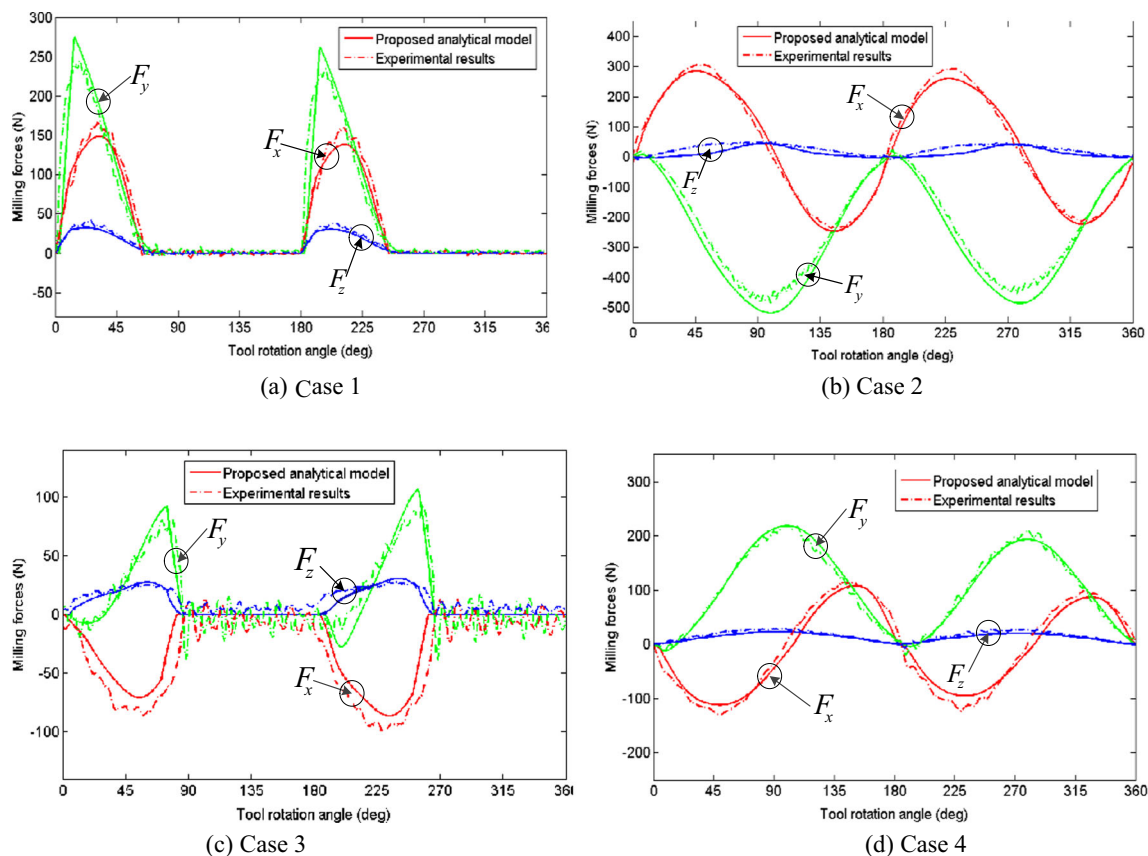 Milling forces (N)
300
250
200
150
100
50
0
-50
Proposed analytical model
Experimental results
Fy
Fx
Fz
0 45 90 135 180 225 270 315 36
Tool rotation angle (deg)
(a) Case 1
Milling forces (N)
400
300
200
100
0
-100
-200
-300
-400
-500
Proposed analytical model
Experimental results
Fx
Fz
Fy
0 45 90 135 180 225 270 315 360
Tool rotation angle (deg)
(b) Case 2
Milling forces (N)
100
50
0
-50
-100
Proposed analytical model
Experimental results
Fy
Fz
Fx
0 45 90 135 180 225 270 315 360
Tool rotation angle (deg)
(c) Case 3
Milling forces (N)
300
200
100
0
-100
-200
Proposed analytical model
Experimental results
Fy
Fz
Fx
0 45 90 135 180 225 270 315 360
Tool rotation angle (deg)
(d) Case 4